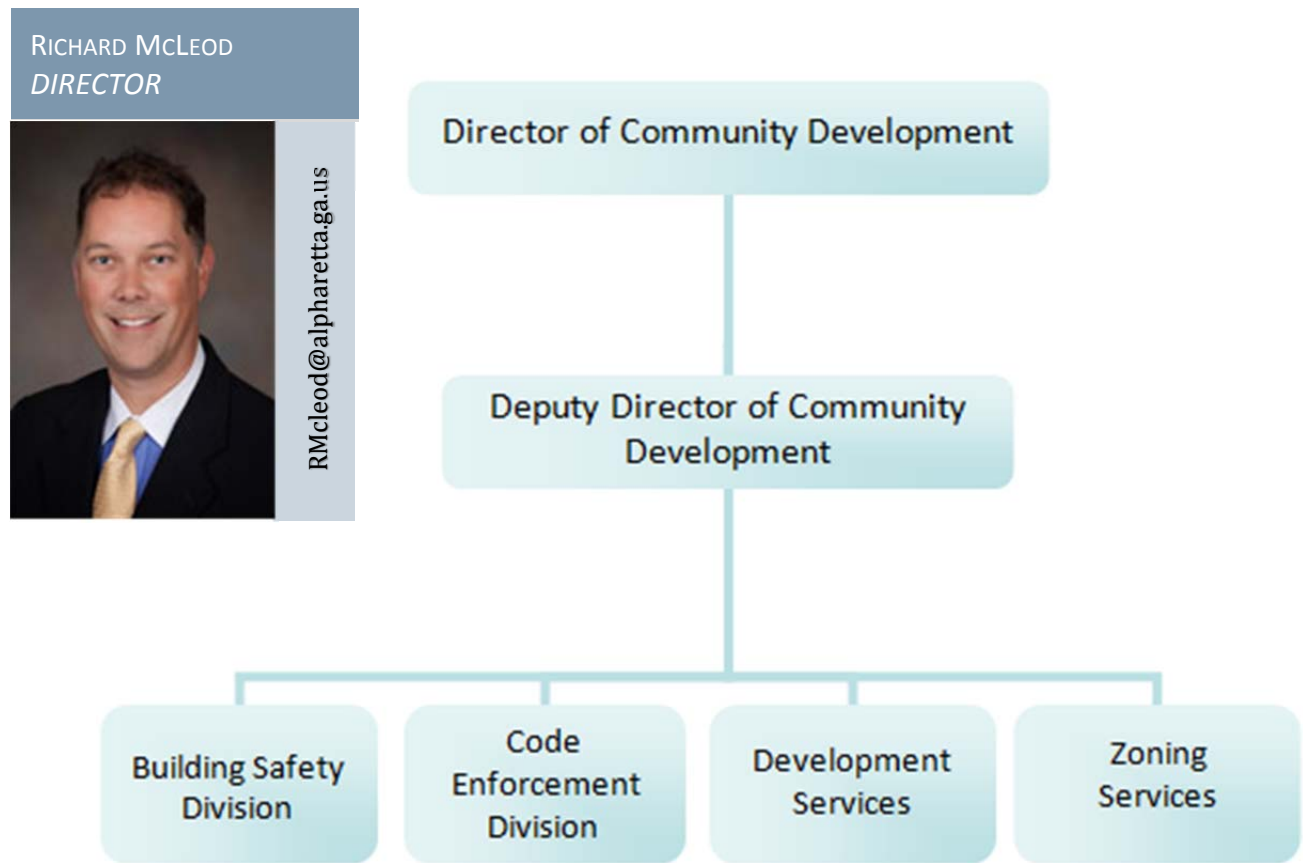 RICHARD MCLEOD
DIRECTOR
RMcleod@alpharetta.ga.us
Director of Community Development
Deputy Director of Community
Development
Building Safety
Division
Code
Enforcement
Division
Development
Services
Zoning
Services